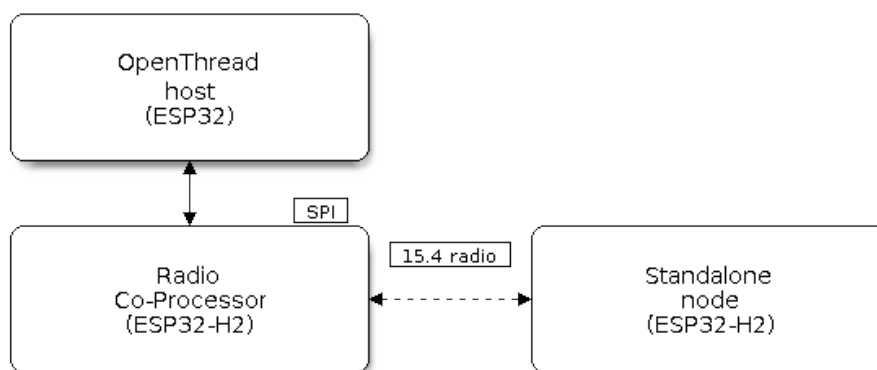 OpenThread
host
(ESP32)
SPI
15.4 radio
Radio
Co-Processor
(ESP32-H2)
Standalone
node
(ESP32-H2)